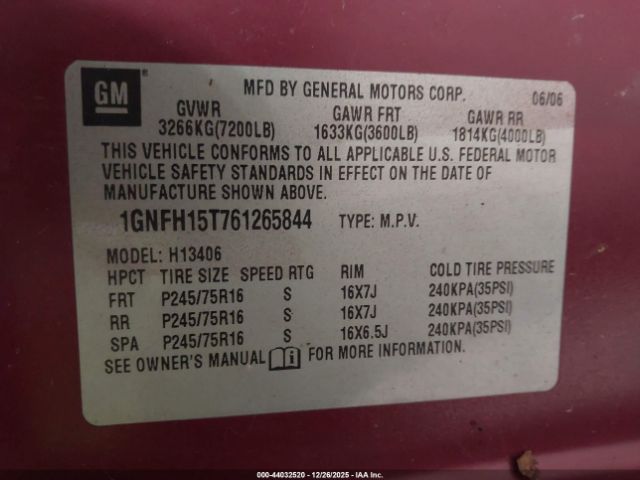 GM
MFD BY GENERAL MOTORS CORP. 06/06
GVWR GAWR FRT GAWR RR
3266KG(7200LB) 1633KG(3600LB) 1814KG(4000LB)
THIS VEHICLE CONFORMS TO ALL APPLICABLE U.S. FEDERAL MOTOR
VEHICLE SAFETY STANDARDS IN EFFECT ON THE DATE OF
MANUFACTURE SHOWN ABOVE.
1GNFH15T761265844 TYPE: M.P.V.
MODEL: H13406
HPCT TIRE SIZE SPEED RTG RIM COLD TIRE PRESSURE
FRT P245/75R16 S 16X7J 240KPA(35PSI)
RR P245/75R16 S 16X7J 240KPA(35PSI)
SPA P245/75R16 S 16X6.5J 240KPA(35PSI)
SEE OWNER'S MANUAL FOR MORE INFORMATION.
000-44032520 - 12/26/2025 - IAA Inc.